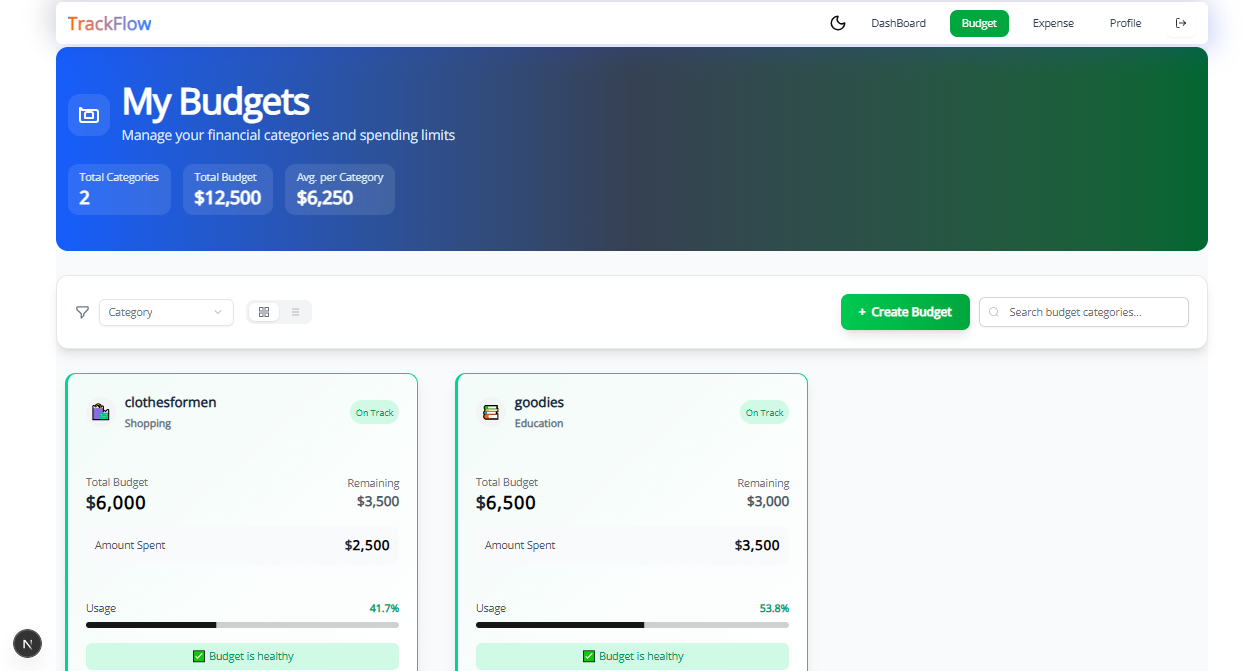 TrackFlow
DashBoard Budget Expense Profile
My Budgets
Manage your financial categories and spending limits
Total Categories Total Budget Avg. per Category
2 $12,500 $6,250
Category + Create Budget Search budget categories...
clothesformen
Shopping
On Track
Total Budget Remaining
$6,000 $3,500
Amount Spent $2,500
Usage 41.7%
✅ Budget is healthy
goodies
Education
On Track
Total Budget Remaining
$6,500 $3,000
Amount Spent $3,500
Usage 53.8%
✅ Budget is healthy
N